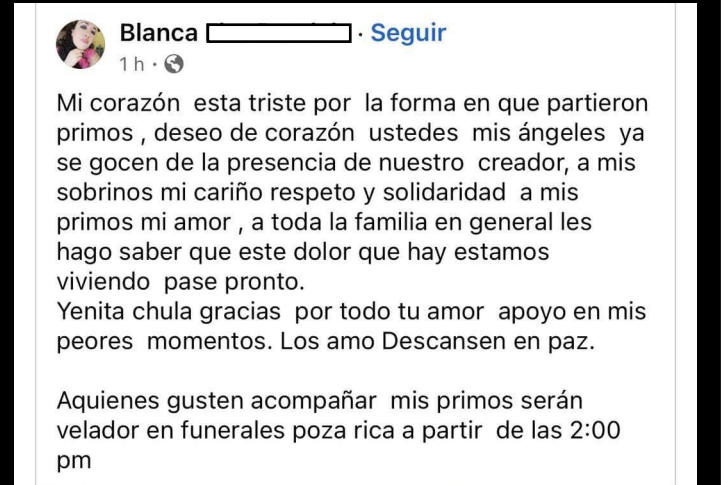 Blanca · Seguir
1 h ·
Mi corazón esta triste por la forma en que partieron
primos , deseo de corazón ustedes mis ángeles ya
se gocen de la presencia de nuestro creador, a mis
sobrinos mi cariño respeto y solidaridad a mis
primos mi amor , a toda la familia en general les
hago saber que este dolor que hay estamos
viviendo pase pronto.
Yenita chula gracias por todo tu amor apoyo en mis
peores momentos. Los amo Descansen en paz.
Aquienes gusten acompañar mis primos serán
velador en funerales poza rica a partir de las 2:00
pm